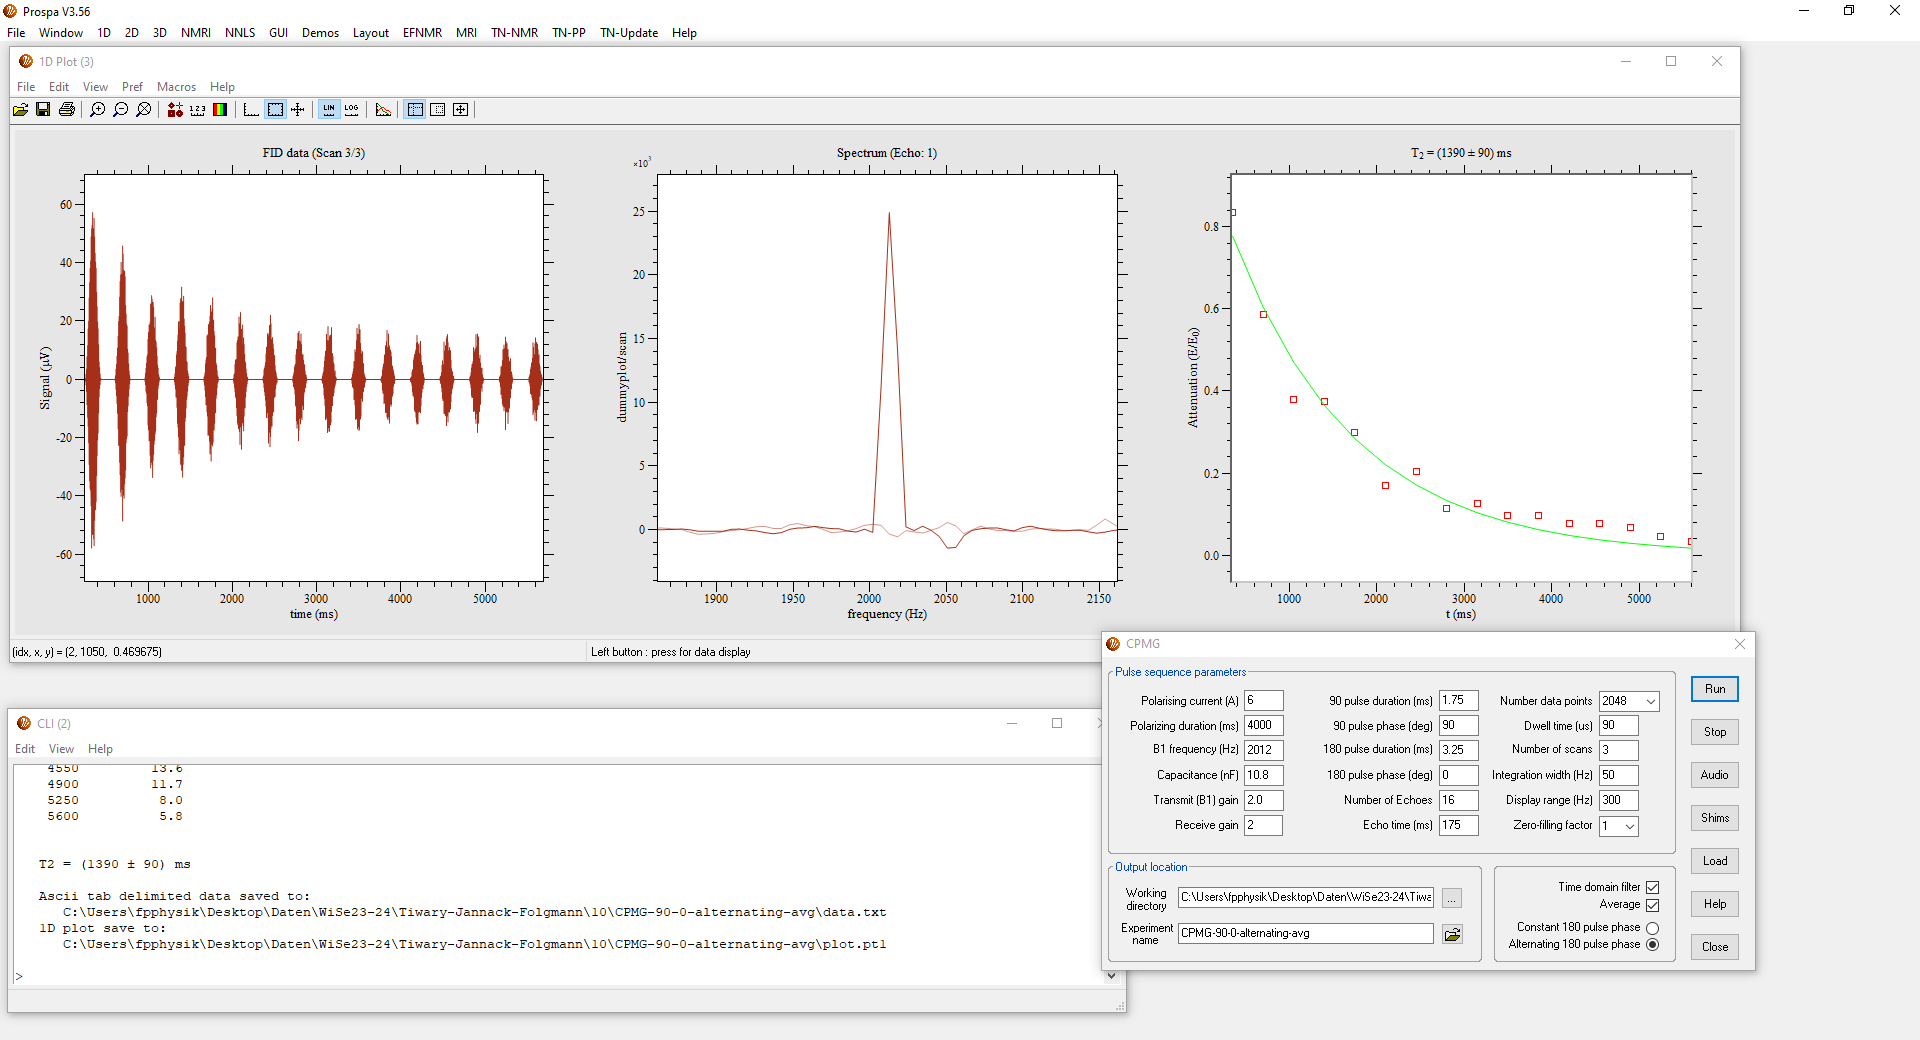 Prospa V3.56
File Window 1D 2D 3D NMRI NNLS GUI Demos Layout EFNMR MRI TN-NMR TN-PP TN-Update Help
1D Plot (3)
File Edit View Pref Macros Help
1 2 3 LIN LOG
FID data (Scan 3/3)
60
40
20
0
-20
-40
-60
Signal (µV)
1000 2000 3000 4000 5000
time (ms)
Spectrum (Echo: 1)
×10³
25
20
15
10
5
0
dummyplot/scan
1900 1950 2000 2050 2100 2150
frequency (Hz)
T₂ = (1390 ± 90) ms
0.8
0.6
0.4
0.2
0.0
Attenuation (E/E₀)
1000 2000 3000 4000 5000
t (ms)
(idx, x, y) = (2, 1050, 0.469675)
Left button : press for data display
CLI (2)
Edit View Help
4550 13.6
4900 11.7
5250 8.0
5600 5.8
T2 = (1390 ± 90) ms
Ascii tab delimited data saved to:
C:\Users\fpphysik\Desktop\Daten\WiSe23-24\Tiwary-Jannack-Folgmann\10\CPMG-90-0-alternating-avg\data.txt
1D plot save to:
C:\Users\fpphysik\Desktop\Daten\WiSe23-24\Tiwary-Jannack-Folgmann\10\CPMG-90-0-alternating-avg\plot.pt1
>
CPMG
Pulse sequence parameters
Polarising current (A) 6
Polarizing duration (ms) 4000
B1 frequency (Hz) 2012
Capacitance (nF) 10.8
Transmit (B1) gain 2.0
Receive gain 2
90 pulse duration (ms) 1.75
90 pulse phase (deg) 90
180 pulse duration (ms) 3.25
180 pulse phase (deg) 0
Number of Echoes 16
Echo time (ms) 175
Number data points 2048
Dwell time (us) 90
Number of scans 3
Integration width (Hz) 50
Display range (Hz) 300
Zero-filling factor 1
Output location
Working directory C:\Users\fpphysik\Desktop\Daten\WiSe23-24\Tiwa ...
Experiment name CPMG-90-0-alternating-avg
Time domain filter
Average
Constant 180 pulse phase
Alternating 180 pulse phase
Run
Stop
Audio
Shims
Load
Help
Close